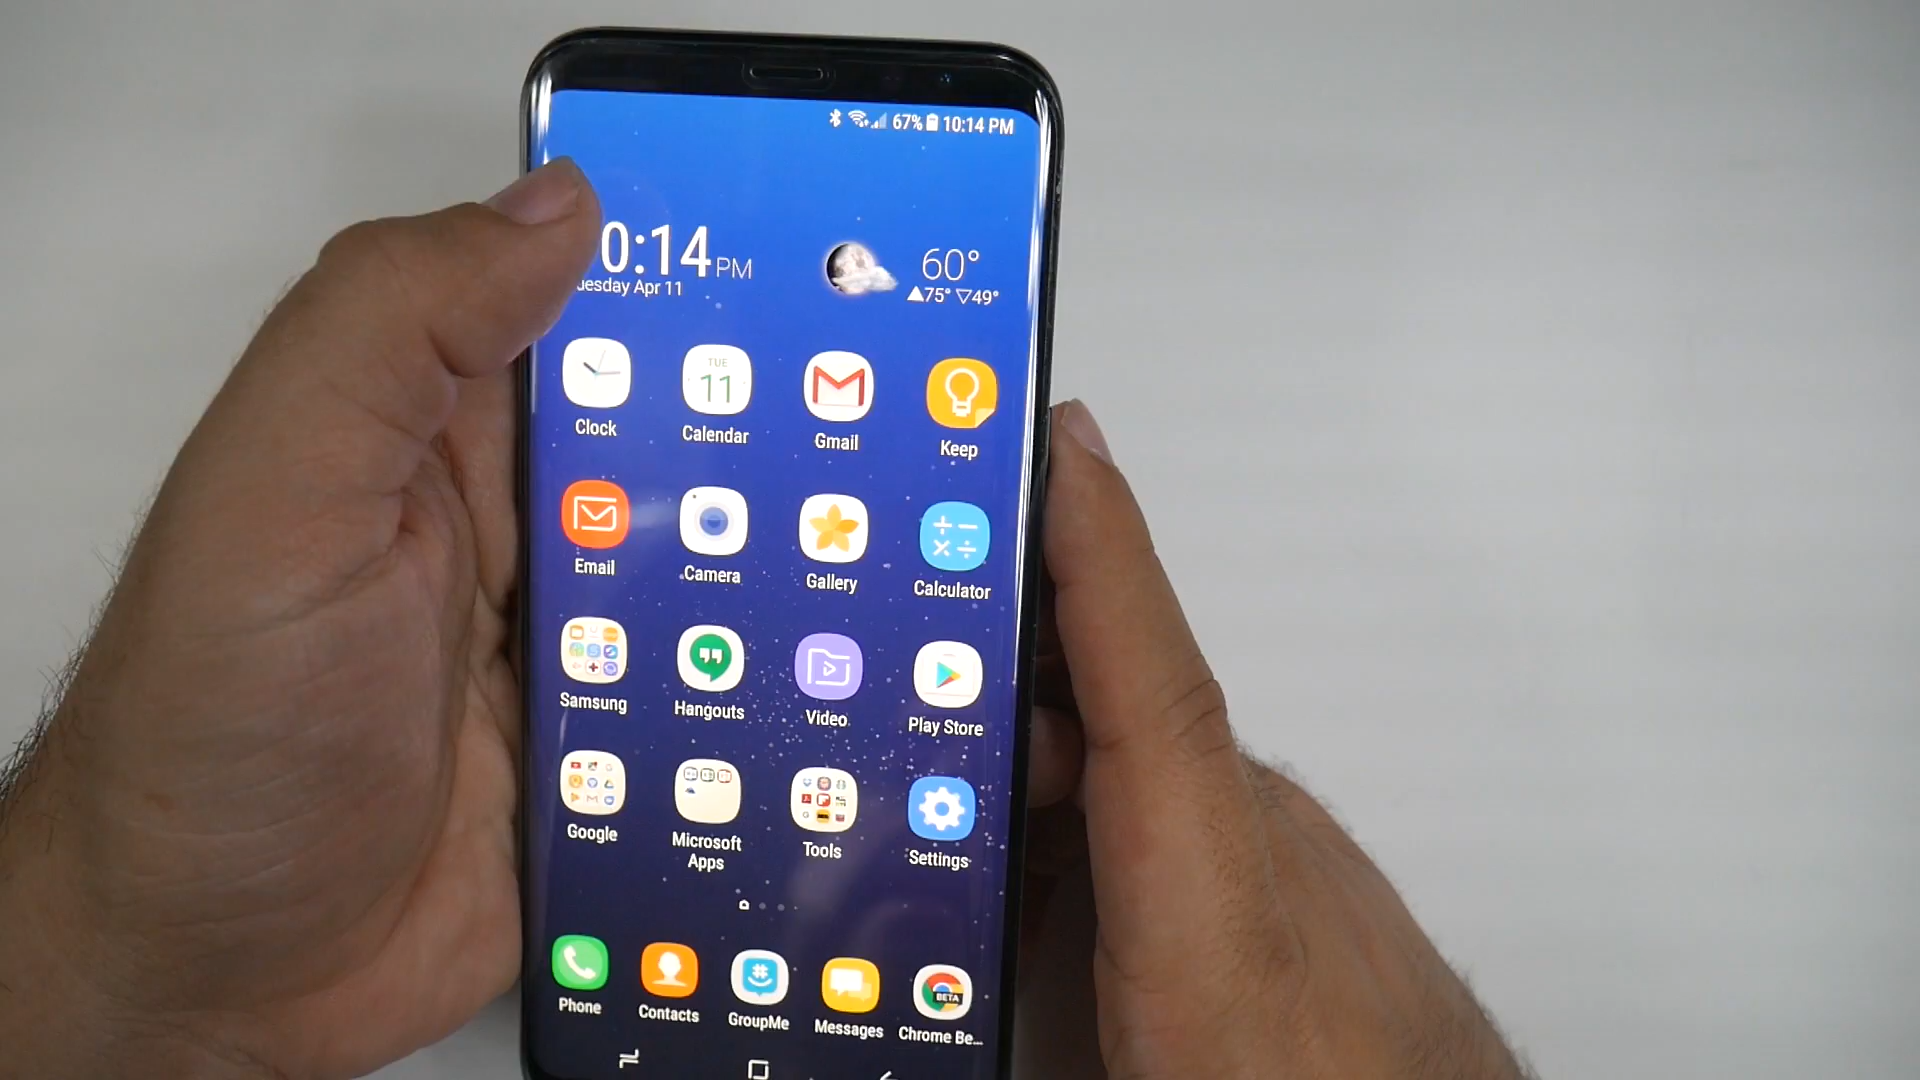 67% 10:14 PM
0:14 PM
uesday Apr 11
60°
75° 49°
TUE
11
Clock
Calendar
Gmail
Keep
Email
Camera
Gallery
Calculator
Samsung
Hangouts
Video
Play Store
Google
Microsoft
Apps
Tools
Settings
BETA
Phone
Contacts
GroupMe
Messages
Chrome Be...